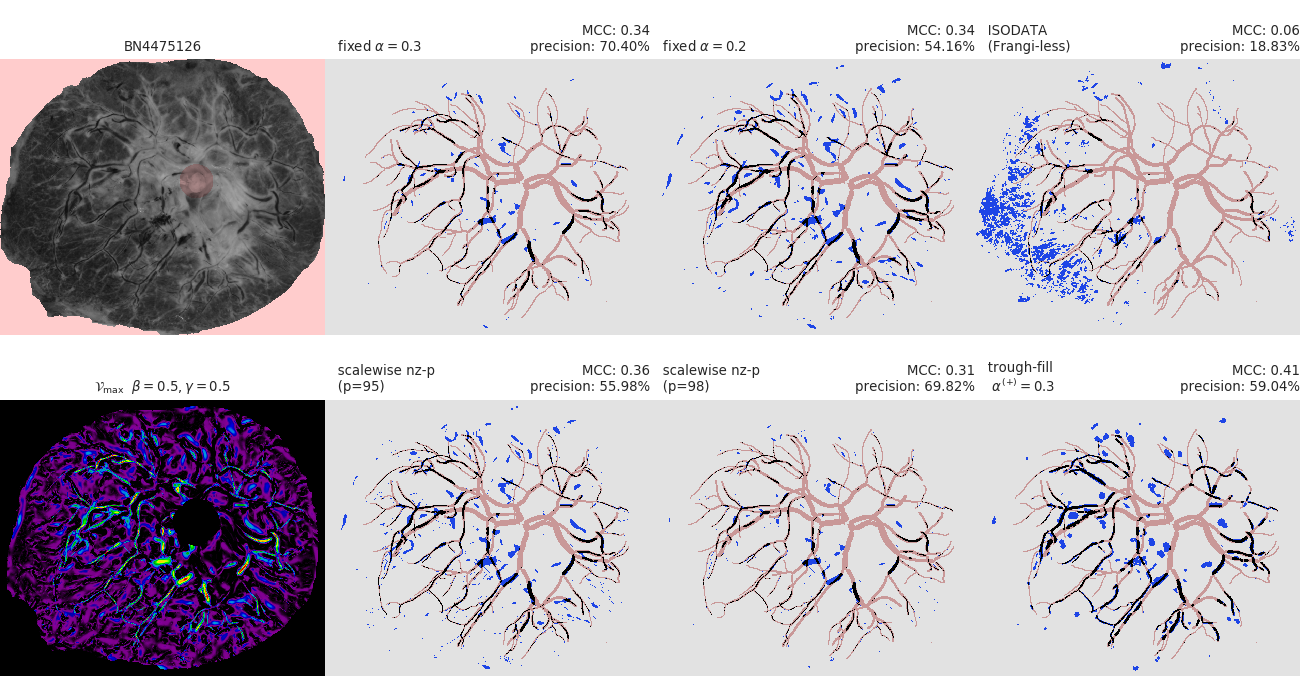 BN4475126
fixed α = 0.3
MCC: 0.34
precision: 70.40%
fixed α = 0.2
MCC: 0.34
precision: 54.16%
ISODATA
(Frangi-less)
MCC: 0.06
precision: 18.83%
𝒱max β = 0.5, γ = 0.5
scalewise nz-p
(p=95)
MCC: 0.36
precision: 55.98%
scalewise nz-p
(p=98)
MCC: 0.31
precision: 69.82%
trough-fill
α(+) = 0.3
MCC: 0.41
precision: 59.04%